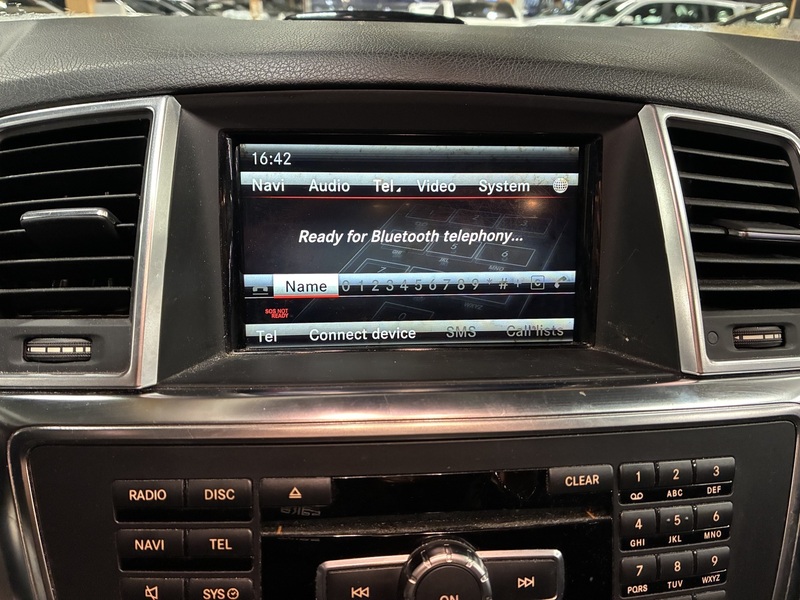 16:42
Navi Audio Tel Video System
Ready for Bluetooth telephony...
Name 0 1 2 3 4 5 6 7 8 9 * # +
SOS NOT
READY
Tel Connect device SMS Call lists
RADIO DISC CLEAR 1 2 3
ABC DEF
NAVI TEL 4 5 6
GHI JKL MNO
SYS 7 8 9
PQRS TUV WXYZ
ON